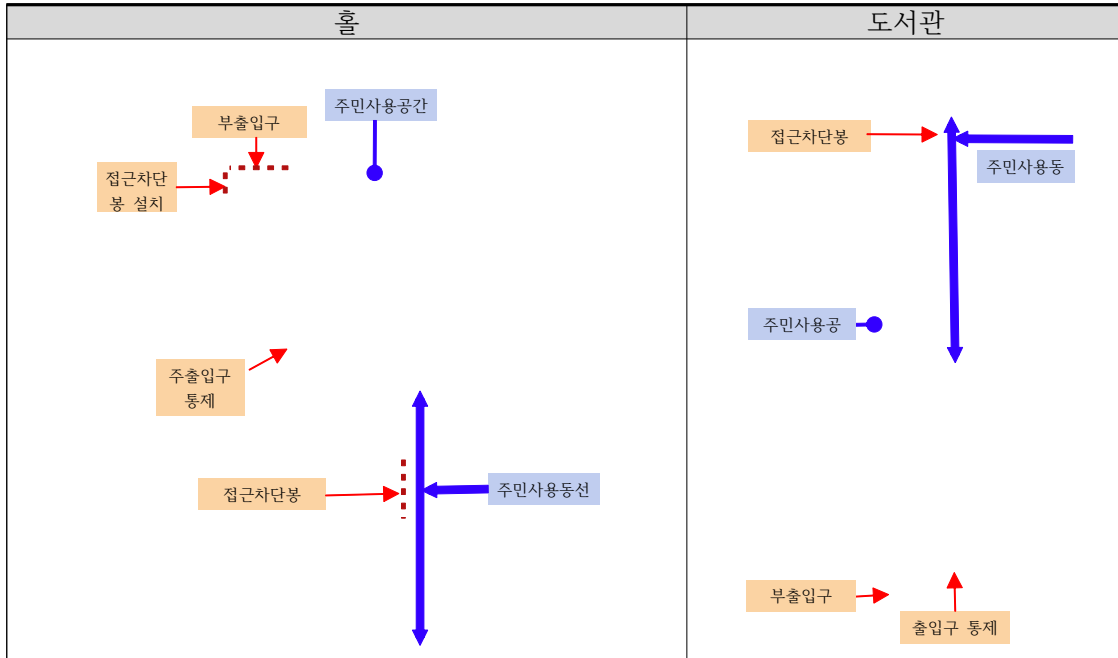 홀
도서관
부출입구
주민사용공간
접근차단
봉 설치
주출입구
통제
접근차단봉
주민사용동선
접근차단봉
주민사용동
주민사용공
부출입구
출입구 통제